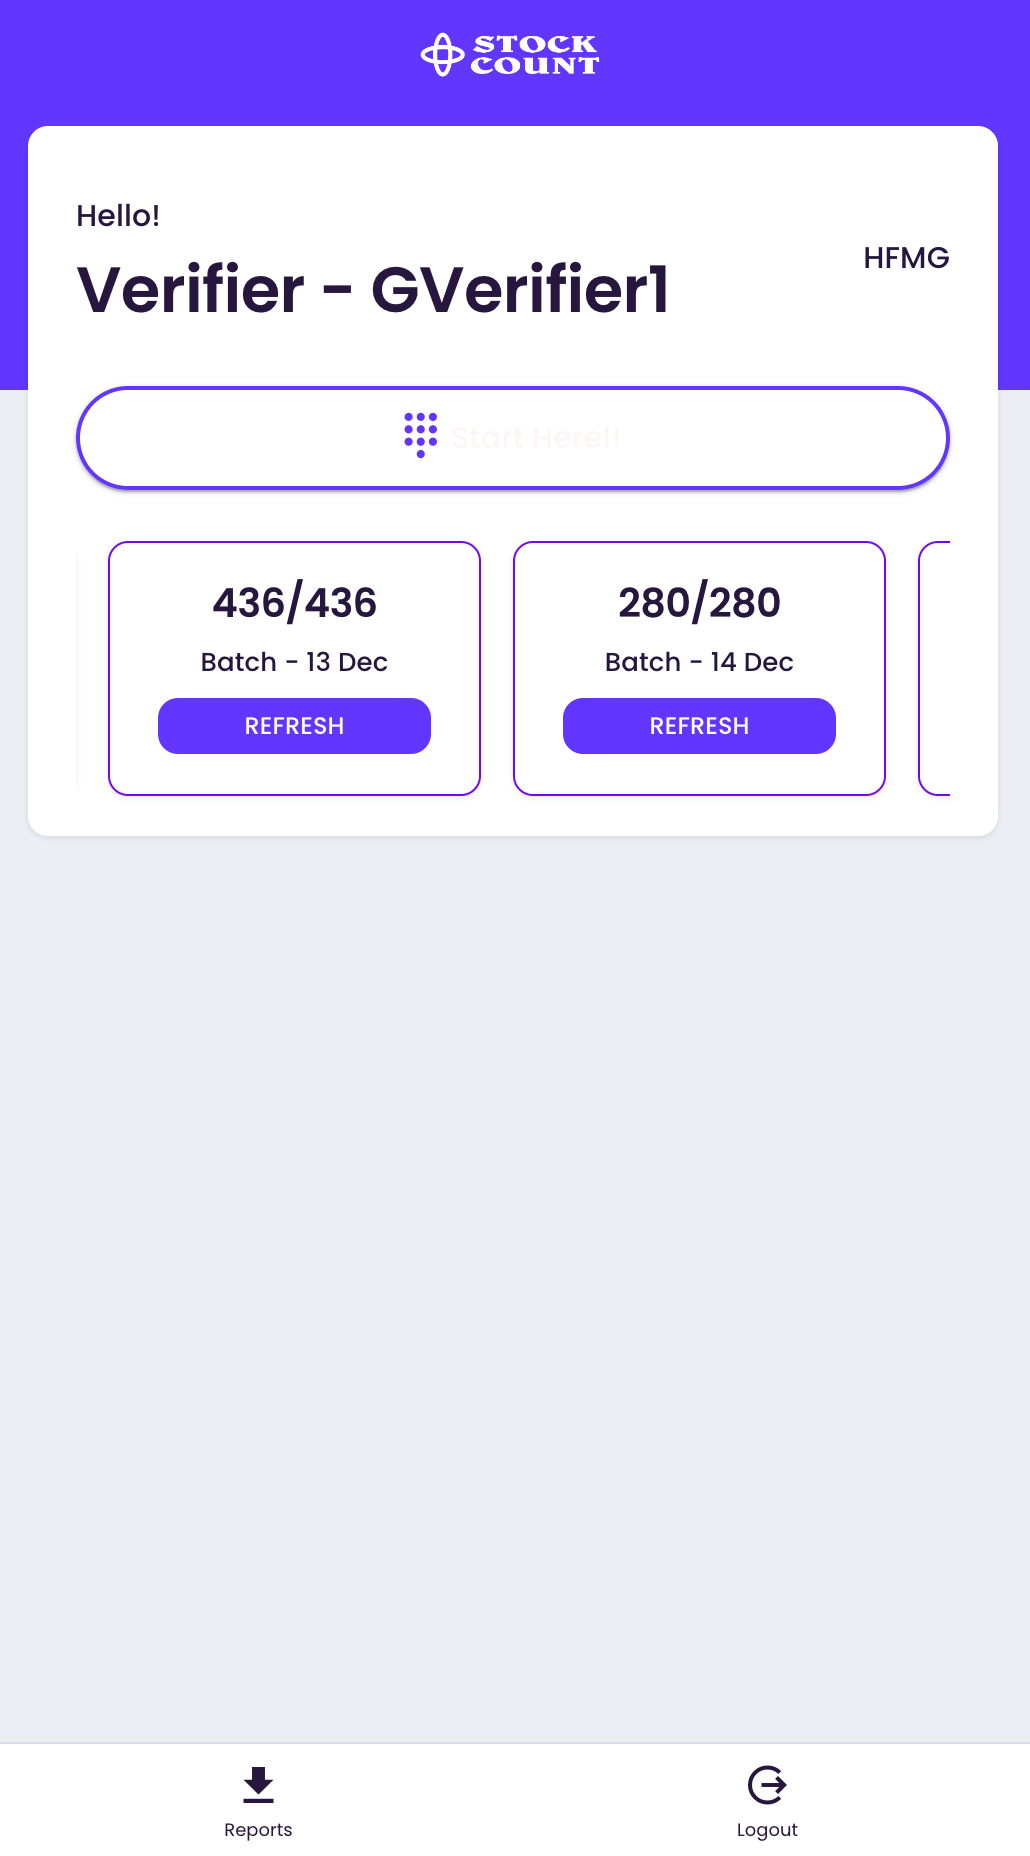 STOCK
COUNT
Hello!
Verifier - GVerifier1
HFMG
Start Here!!
436/436
Batch - 13 Dec
REFRESH
280/280
Batch - 14 Dec
REFRESH
Reports
Logout